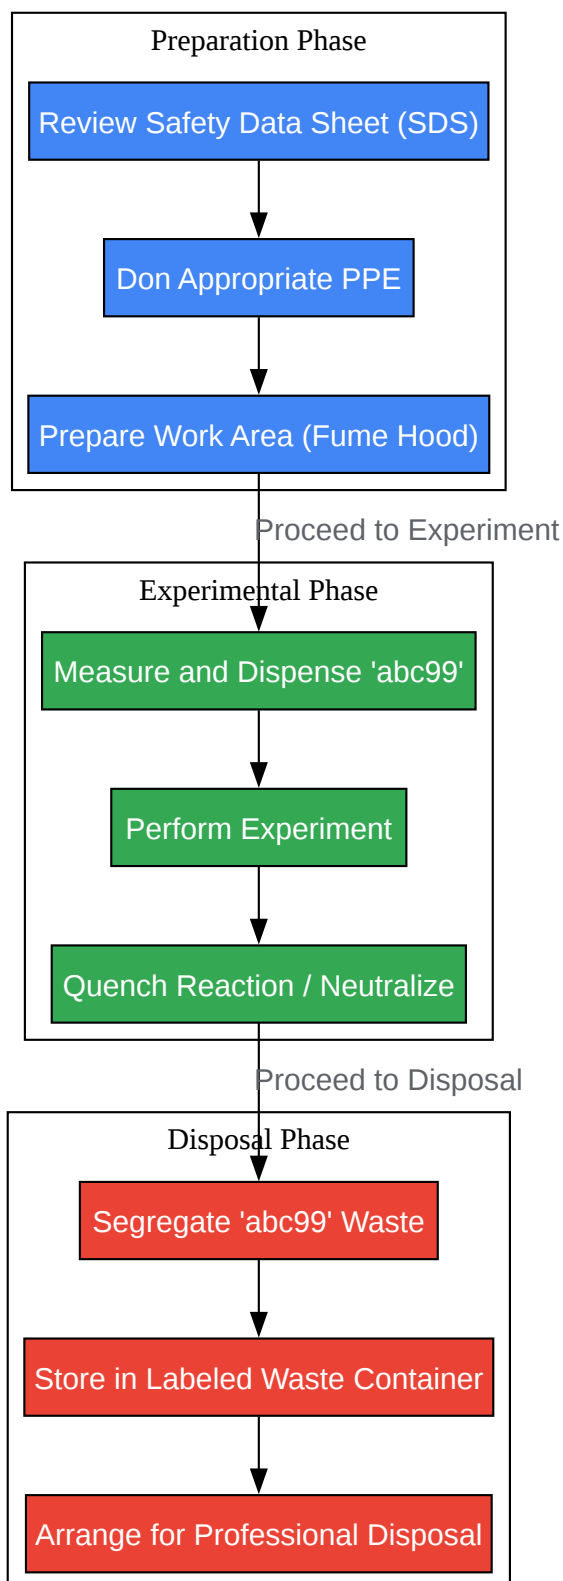 Preparation Phase
Review Safety Data Sheet (SDS)
Don Appropriate PPE
Prepare Work Area (Fume Hood)
Proceed to Experiment
Experimental Phase
Measure and Dispense 'abc99'
Perform Experiment
Quench Reaction / Neutralize
Proceed to Disposal
Disposal Phase
Segregate 'abc99' Waste
Store in Labeled Waste Container
Arrange for Professional Disposal